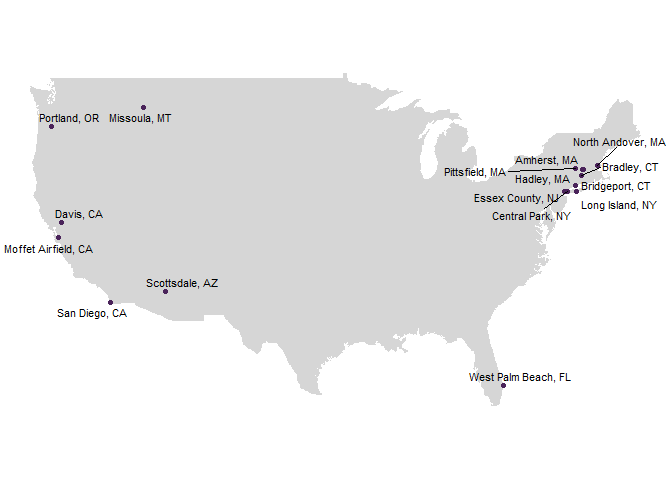 Portland, OR
Missoula, MT
North Andover, MA
Amherst, MA
Bradley, CT
Pittsfield, MA
Hadley, MA
Bridgeport, CT
Essex County, NJ
Long Island, NY
Central Park, NY
Davis, CA
Moffet Airfield, CA
Scottsdale, AZ
San Diego, CA
West Palm Beach, FL